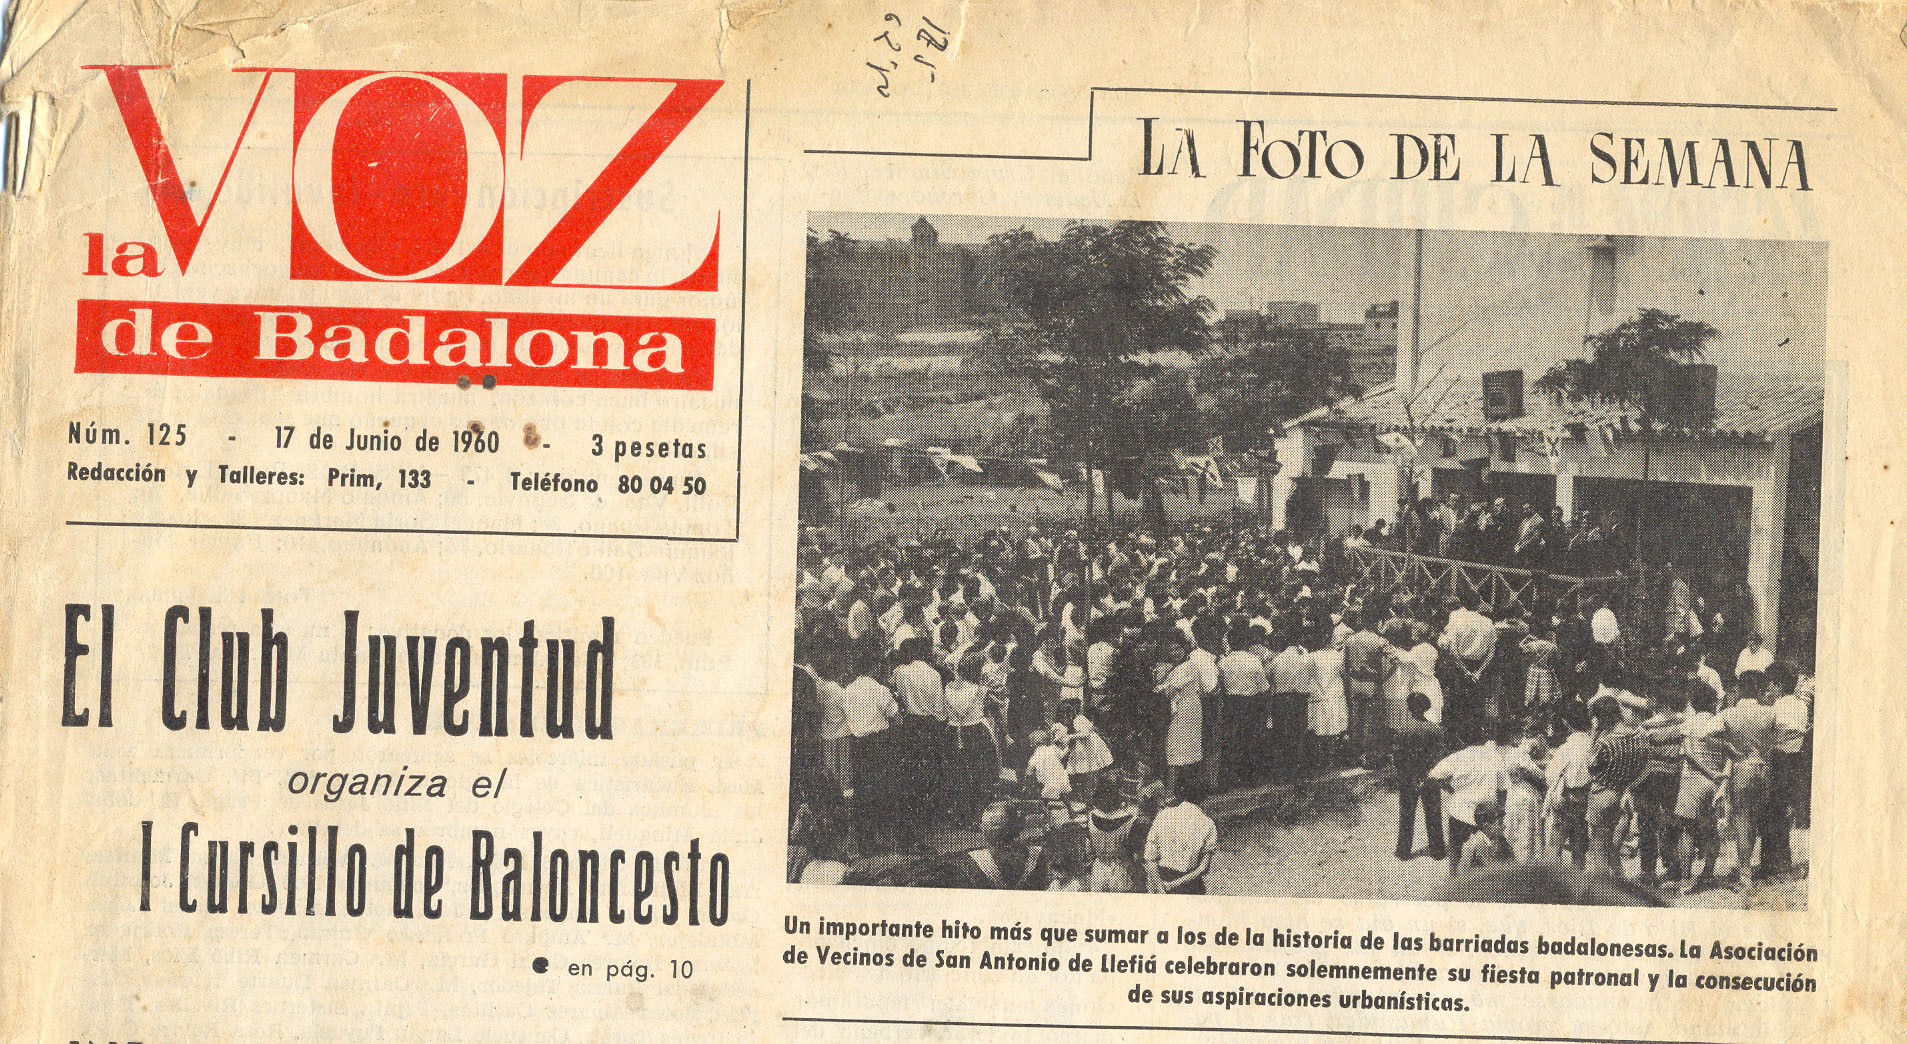 la VOZ
de Badalona
Núm. 125 - 17 de Junio de 1960 - 3 pesetas
Redacción y Talleres: Prim, 133 - Teléfono 80 04 50
El Club Juventud
organiza el
I Cursillo de Baloncesto
● en pág. 10
LA FOTO DE LA SEMANA
Un importante hito más que sumar a los de la historia de las barriadas badalonesas. La Asociación
de Vecinos de San Antonio de Llefiá celebraron solemnemente su fiesta patronal y la consecución
de sus aspiraciones urbanísticas.